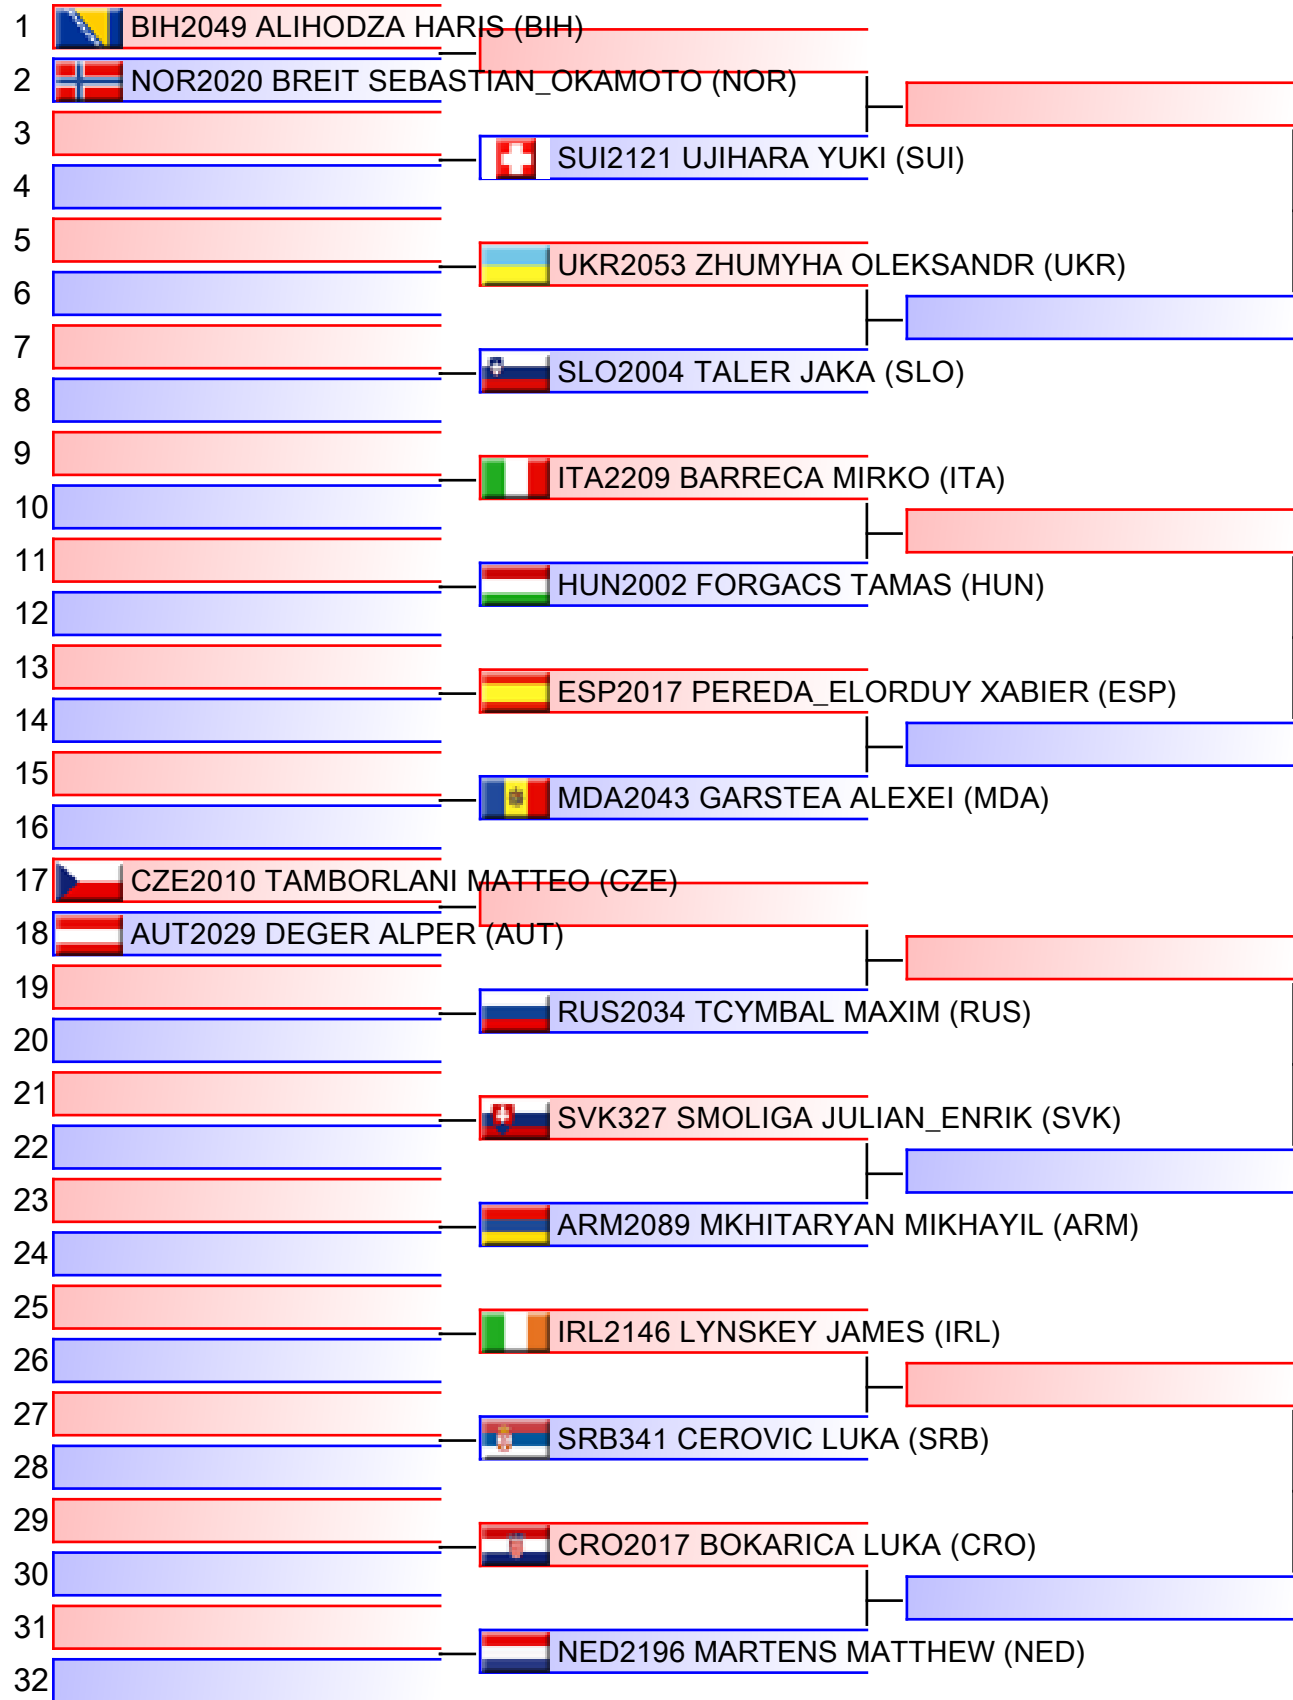 1 BIH2049 ALIHODZA HARIS (BIH)
2 NOR2020 BREIT SEBASTIAN_OKAMOTO (NOR)
3
SUI2121 UJIHARA YUKI (SUI)
4
5
UKR2053 ZHUMYHA OLEKSANDR (UKR)
6
7
SLO2004 TALER JAKA (SLO)
8
9
ITA2209 BARRECA MIRKO (ITA)
10
11
HUN2002 FORGACS TAMAS (HUN)
12
13
ESP2017 PEREDA_ELORDUY XABIER (ESP)
14
15
MDA2043 GARSTEA ALEXEI (MDA)
16
17 CZE2010 TAMBORLANI MATTEO (CZE)
18 AUT2029 DEGER ALPER (AUT)
19
RUS2034 TCYMBAL MAXIM (RUS)
20
21
SVK327 SMOLIGA JULIAN_ENRIK (SVK)
22
23
ARM2089 MKHITARYAN MIKHAYIL (ARM)
24
25
IRL2146 LYNSKEY JAMES (IRL)
26
27
SRB341 CEROVIC LUKA (SRB)
28
29
CRO2017 BOKARICA LUKA (CRO)
30
31
NED2196 MARTENS MATTHEW (NED)
32